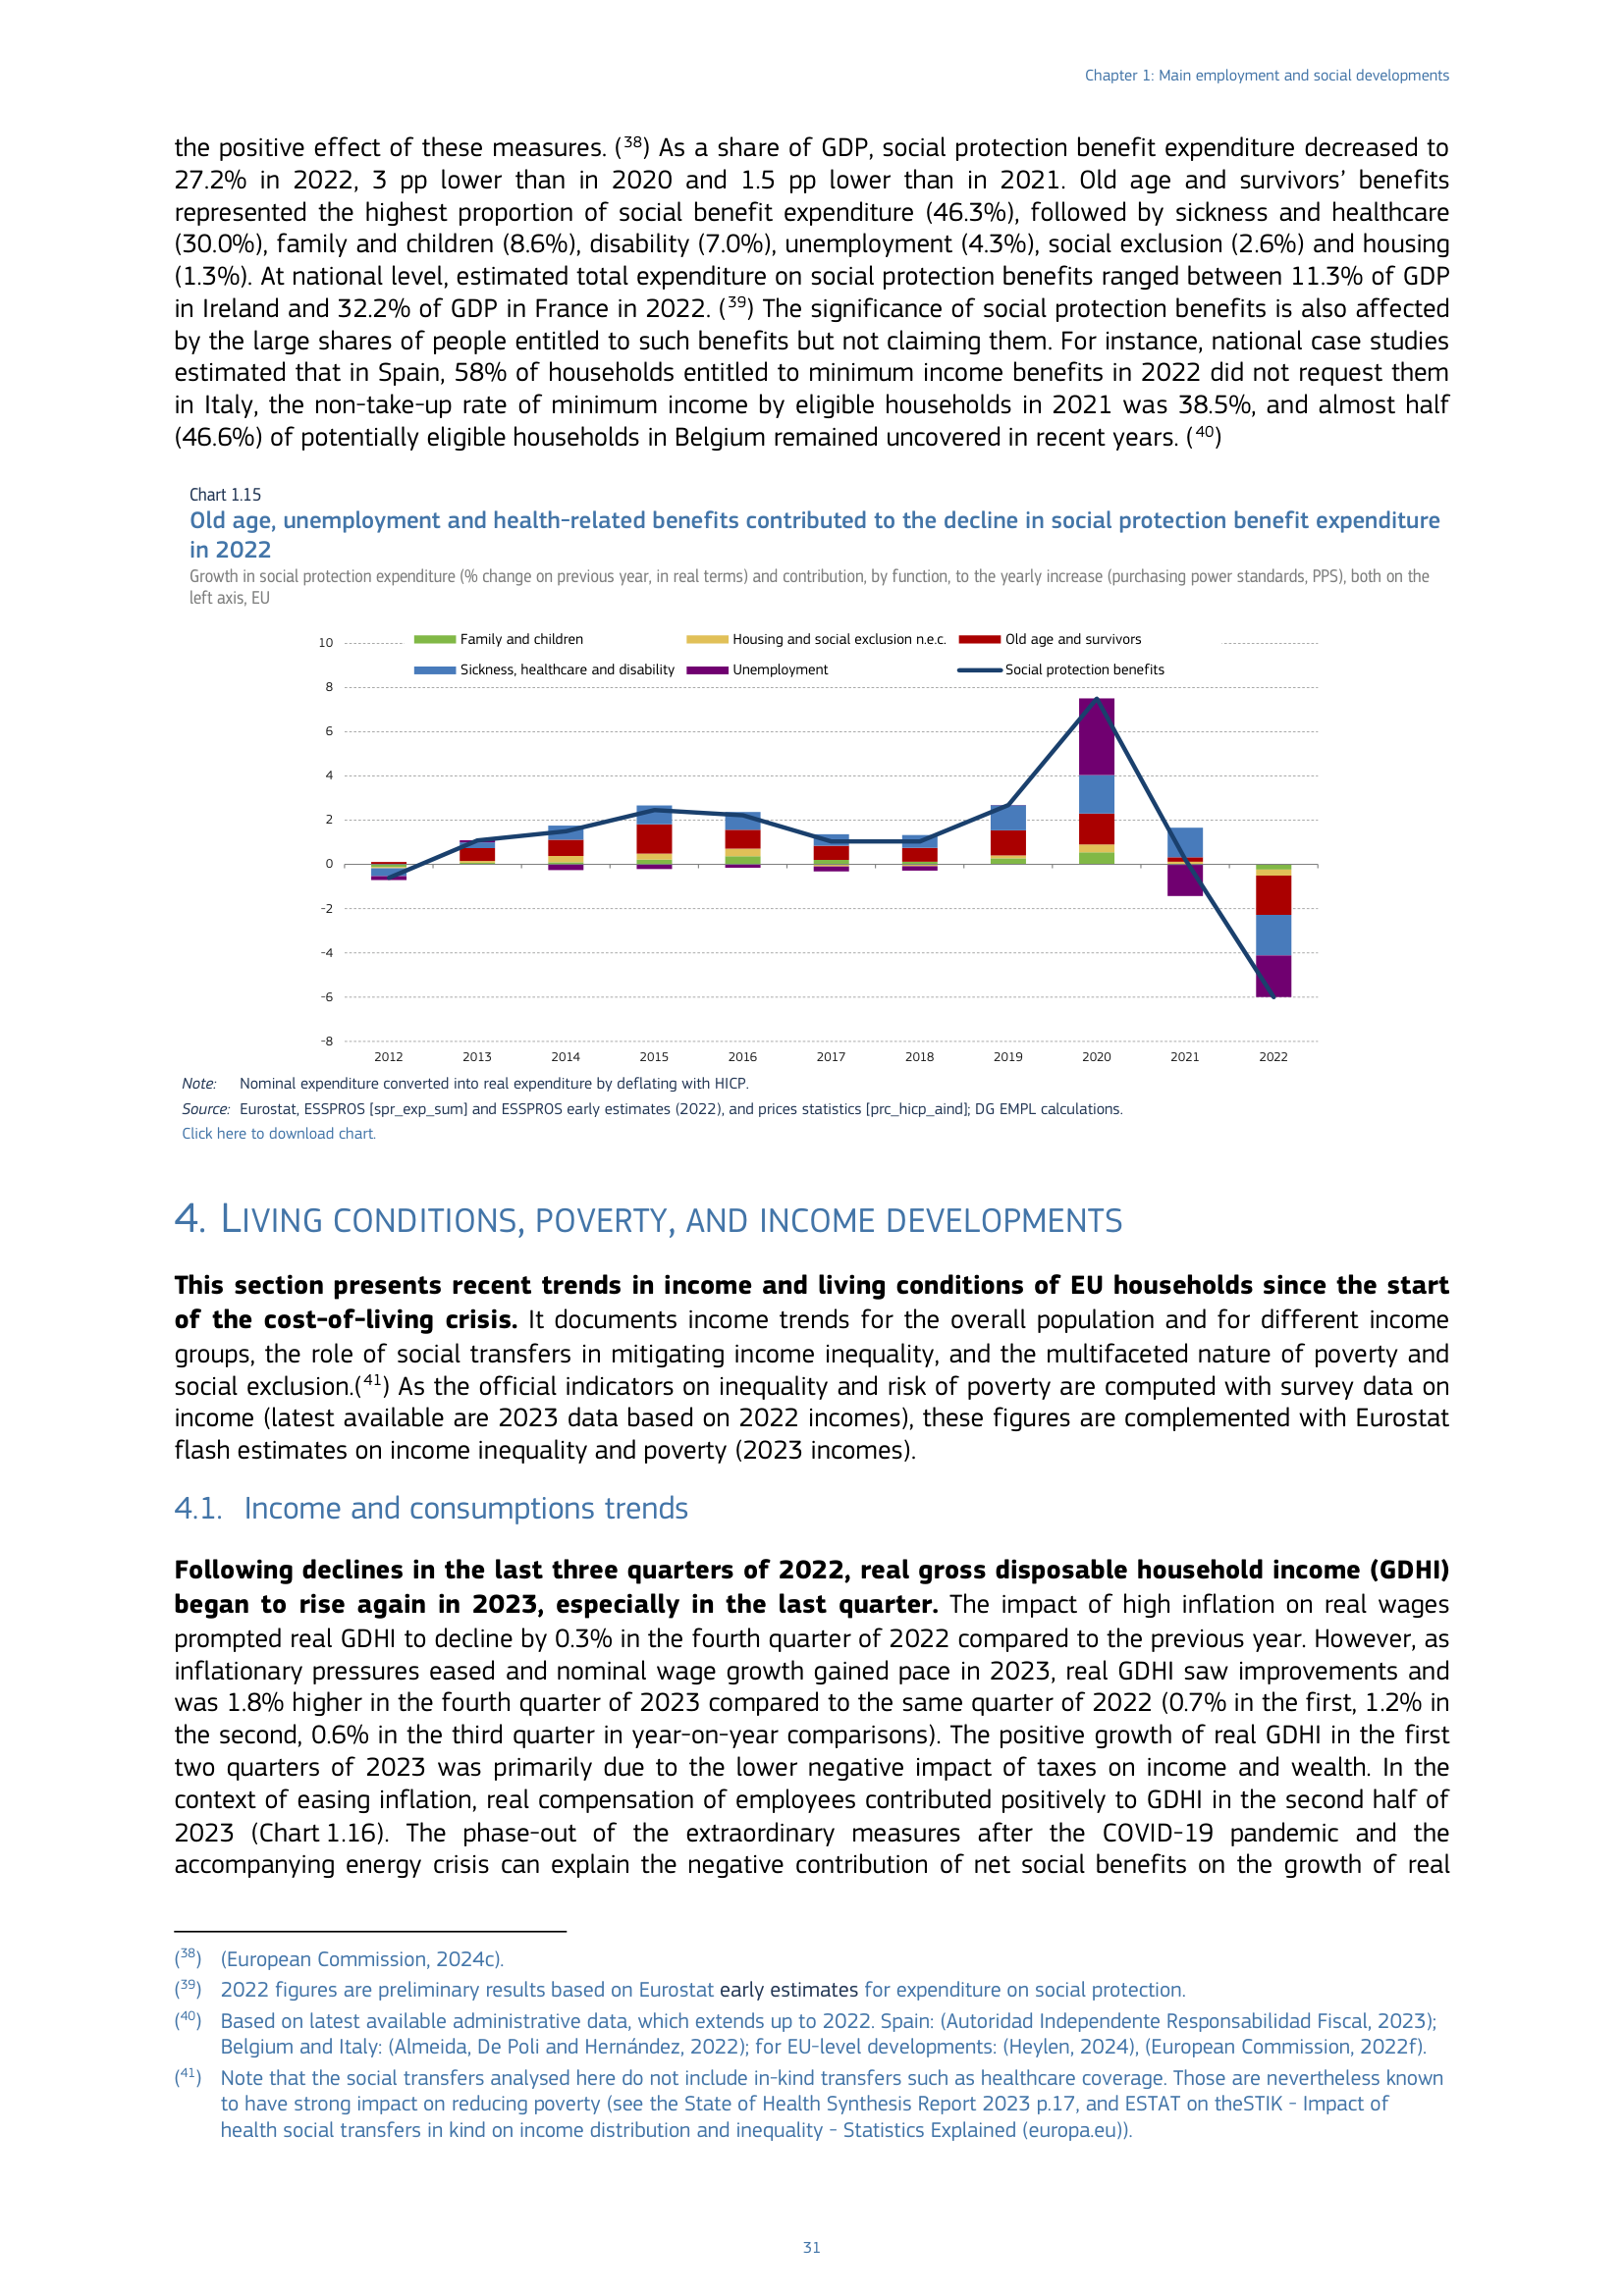 Chapter 1: Main employment and social developments
the positive effect of these measures. (38) As a share of GDP, social protection benefit expenditure decreased to
27.2% in 2022, 3 pp lower than in 2020 and 1.5 pp lower than in 2021. Old age and survivors’ benefits
represented the highest proportion of social benefit expenditure (46.3%), followed by sickness and healthcare
(30.0%), family and children (8.6%), disability (7.0%), unemployment (4.3%), social exclusion (2.6%) and housing
(1.3%). At national level, estimated total expenditure on social protection benefits ranged between 11.3% of GDP
in Ireland and 32.2% of GDP in France in 2022. (39) The significance of social protection benefits is also affected
by the large shares of people entitled to such benefits but not claiming them. For instance, national case studies
estimated that in Spain, 58% of households entitled to minimum income benefits in 2022 did not request them
in Italy, the non-take-up rate of minimum income by eligible households in 2021 was 38.5%, and almost half
(46.6%) of potentially eligible households in Belgium remained uncovered in recent years. (40)
Chart 1.15
Old age, unemployment and health-related benefits contributed to the decline in social protection benefit expenditure
in 2022
Growth in social protection expenditure (% change on previous year, in real terms) and contribution, by function, to the yearly increase (purchasing power standards, PPS), both on the
left axis, EU
Family and children Housing and social exclusion n.e.c. Old age and survivors
Sickness, healthcare and disability Unemployment Social protection benefits
10
8
6
4
2
0
-2
-4
-6
-8
2012 2013 2014 2015 2016 2017 2018 2019 2020 2021 2022
Note: Nominal expenditure converted into real expenditure by deflating with HICP.
Source: Eurostat, ESSPROS [spr_exp_sum] and ESSPROS early estimates (2022), and prices statistics [prc_hicp_aind]; DG EMPL calculations.
Click here to download chart.
4. LIVING CONDITIONS, POVERTY, AND INCOME DEVELOPMENTS
This section presents recent trends in income and living conditions of EU households since the start
of the cost-of-living crisis. It documents income trends for the overall population and for different income
groups, the role of social transfers in mitigating income inequality, and the multifaceted nature of poverty and
social exclusion.(41) As the official indicators on inequality and risk of poverty are computed with survey data on
income (latest available are 2023 data based on 2022 incomes), these figures are complemented with Eurostat
flash estimates on income inequality and poverty (2023 incomes).
4.1. Income and consumptions trends
Following declines in the last three quarters of 2022, real gross disposable household income (GDHI)
began to rise again in 2023, especially in the last quarter. The impact of high inflation on real wages
prompted real GDHI to decline by 0.3% in the fourth quarter of 2022 compared to the previous year. However, as
inflationary pressures eased and nominal wage growth gained pace in 2023, real GDHI saw improvements and
was 1.8% higher in the fourth quarter of 2023 compared to the same quarter of 2022 (0.7% in the first, 1.2% in
the second, 0.6% in the third quarter in year-on-year comparisons). The positive growth of real GDHI in the first
two quarters of 2023 was primarily due to the lower negative impact of taxes on income and wealth. In the
context of easing inflation, real compensation of employees contributed positively to GDHI in the second half of
2023 (Chart 1.16). The phase-out of the extraordinary measures after the COVID-19 pandemic and the
accompanying energy crisis can explain the negative contribution of net social benefits on the growth of real
(38) (European Commission, 2024c).
(39) 2022 figures are preliminary results based on Eurostat early estimates for expenditure on social protection.
(40) Based on latest available administrative data, which extends up to 2022. Spain: (Autoridad Independente Responsabilidad Fiscal, 2023);
Belgium and Italy: (Almeida, De Poli and Hernández, 2022); for EU-level developments: (Heylen, 2024), (European Commission, 2022f).
(41) Note that the social transfers analysed here do not include in-kind transfers such as healthcare coverage. Those are nevertheless known
to have strong impact on reducing poverty (see the State of Health Synthesis Report 2023 p.17, and ESTAT on theSTIK - Impact of
health social transfers in kind on income distribution and inequality - Statistics Explained (europa.eu)).
31